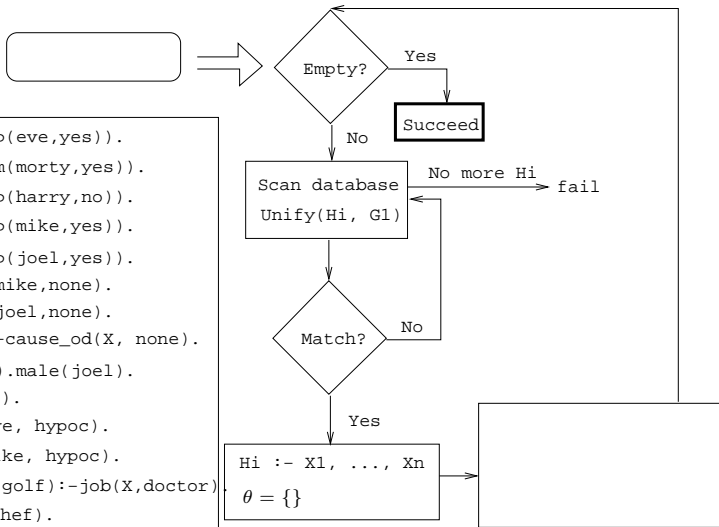 Empty?
Yes
Succeed
No
Scan database
Unify(Hi, G1)
No more Hi
fail
Match?
No
Yes
Hi :- X1, ..., Xn
θ = {}
(eve,yes)).
(morty,yes)).
(harry,no)).
(mike,yes)).
(joel,yes)).
mike,none).
joel,none).
-cause_od(X, none).
).male(joel).
).
e, hypoc).
ke, hypoc).
golf):-job(X,doctor).
hef).